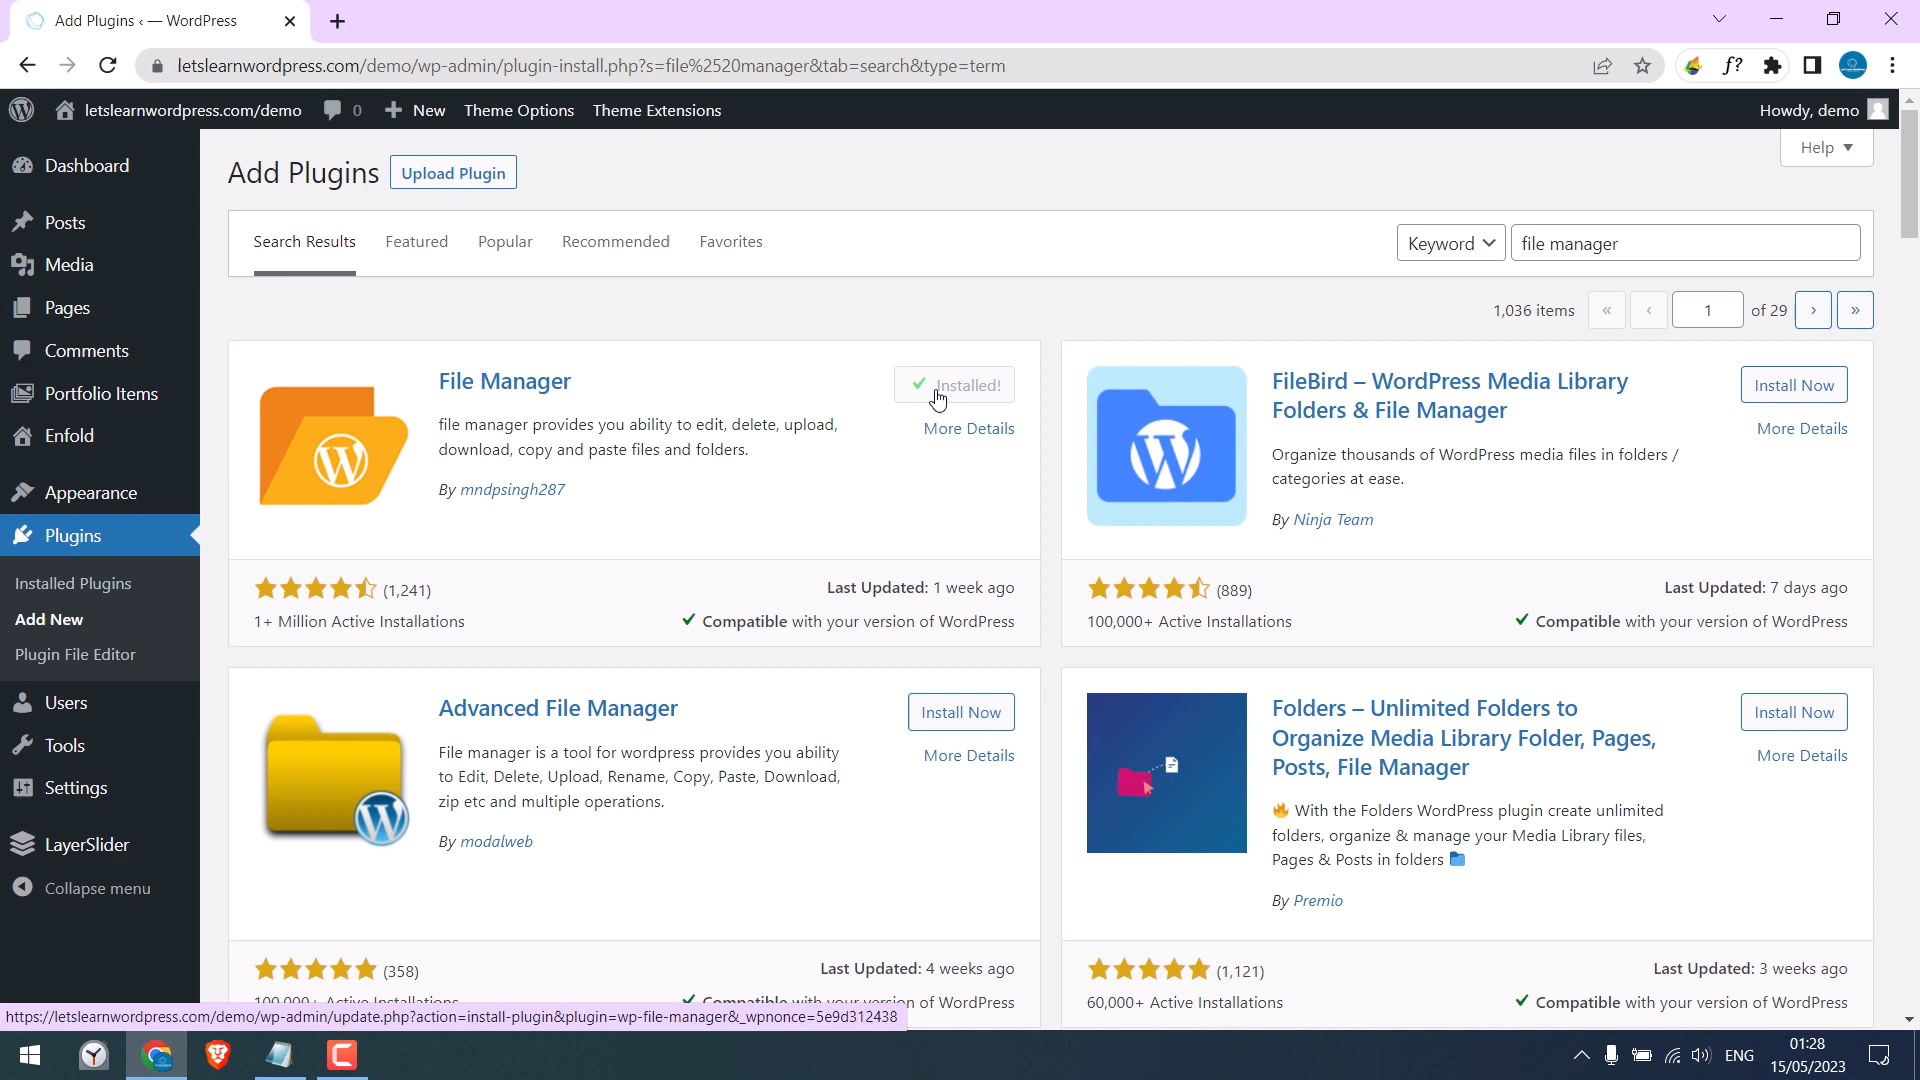 Add Plugins ‹ — WordPress
letslearnwordpress.com/demo/wp-admin/plugin-install.php?s=file%2520manager&tab=search&type=term
f?
letslearnwordpress.com/demo
0
New
Theme Options
Theme Extensions
Howdy, demo
Dashboard
Posts
Media
Pages
Comments
Portfolio Items
Enfold
Appearance
Plugins
Installed Plugins
Add New
Plugin File Editor
Users
Tools
Settings
LayerSlider
Collapse menu
Help
Add Plugins
Upload Plugin
Search Results
Featured
Popular
Recommended
Favorites
Keyword
file manager
1,036 items
«
‹
1
of 29
›
»
File Manager
Installed!
More Details
file manager provides you ability to edit, delete, upload,
download, copy and paste files and folders.
By mndpsingh287
(1,241)
1+ Million Active Installations
Last Updated: 1 week ago
Compatible with your version of WordPress
FileBird – WordPress Media Library
Folders & File Manager
Install Now
More Details
Organize thousands of WordPress media files in folders /
categories at ease.
By Ninja Team
(889)
100,000+ Active Installations
Last Updated: 7 days ago
Compatible with your version of WordPress
Advanced File Manager
Install Now
More Details
File manager is a tool for wordpress provides you ability
to Edit, Delete, Upload, Rename, Copy, Paste, Download,
zip etc and multiple operations.
By modalweb
(358)
100,000+ Active Installations
Last Updated: 4 weeks ago
Compatible with your version of WordPress
Folders – Unlimited Folders to
Organize Media Library Folder, Pages,
Posts, File Manager
Install Now
More Details
With the Folders WordPress plugin create unlimited
folders, organize & manage your Media Library files,
Pages & Posts in folders
By Premio
(1,121)
60,000+ Active Installations
Last Updated: 3 weeks ago
Compatible with your version of WordPress
https://letslearnwordpress.com/demo/wp-admin/update.php?action=install-plugin&plugin=wp-file-manager&_wpnonce=5e9d312438
ENG
01:28
15/05/2023